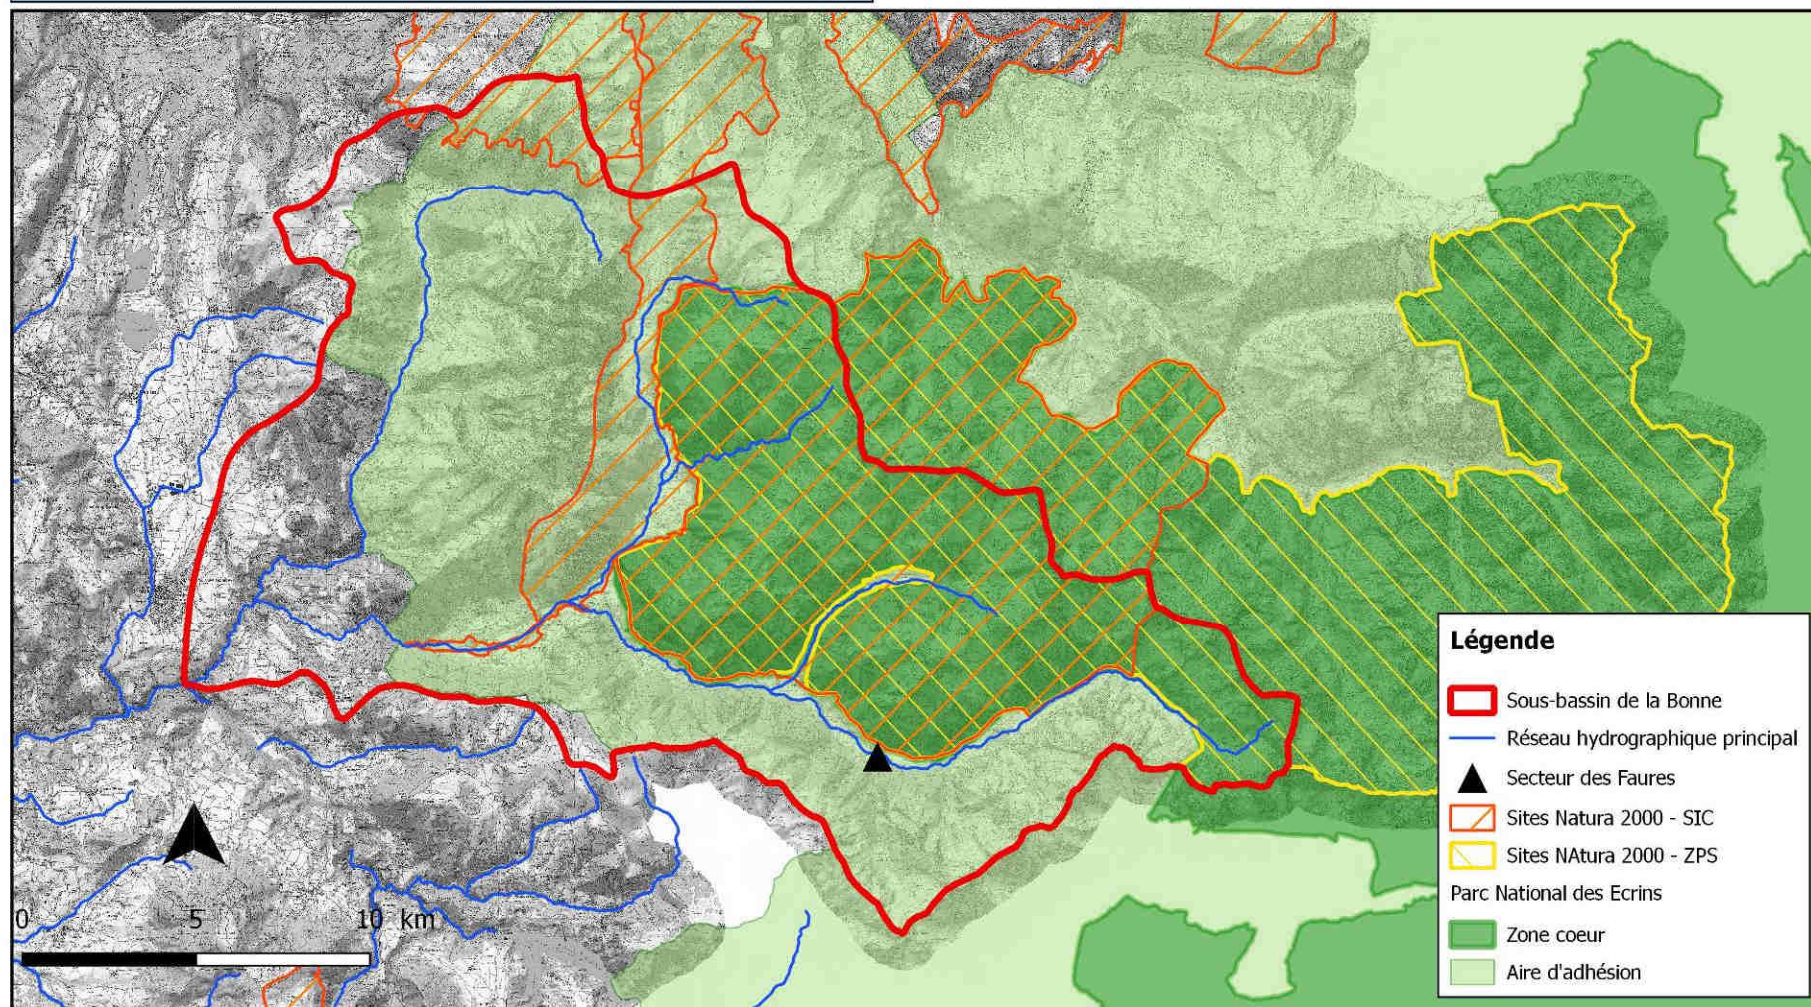 Légende
Sous-bassin de la Bonne
Réseau hydrographique principal
Secteur des Faures
Sites Natura 2000 - SIC
Sites NAtura 2000 - ZPS
Parc National des Ecrins
Zone coeur
Aire d'adhésion
0 5 10 km